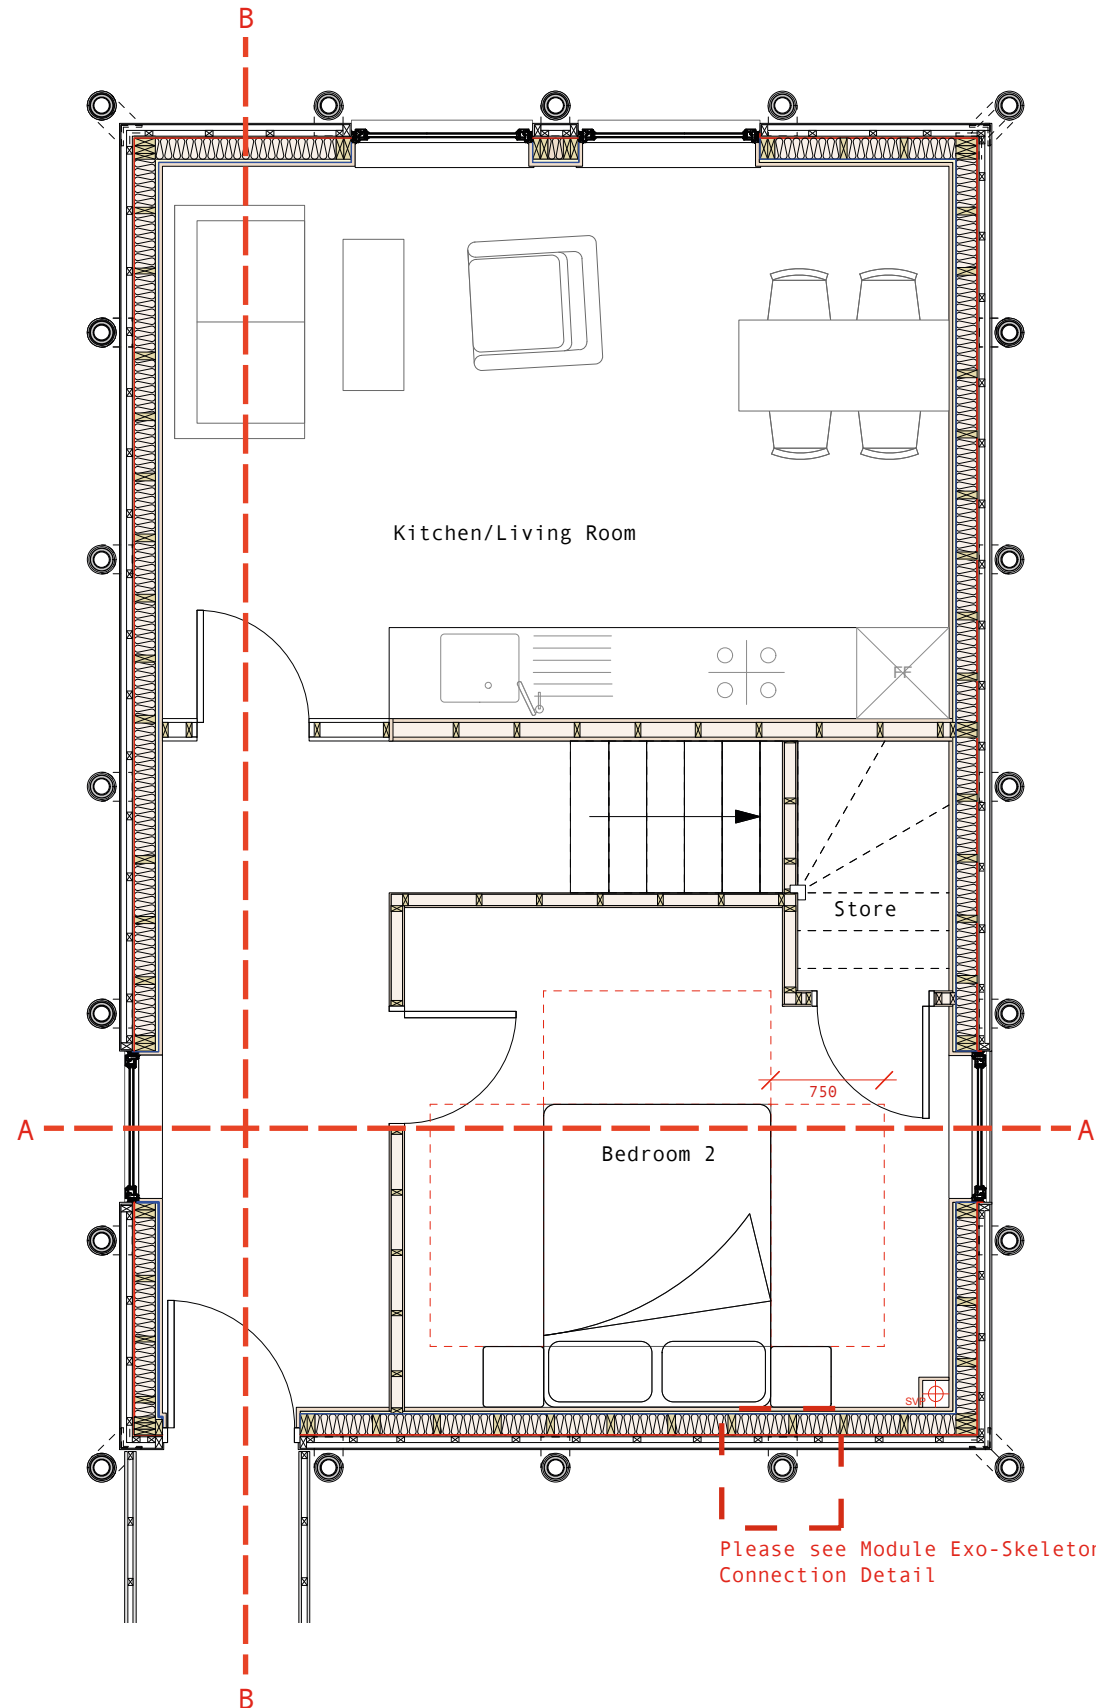 B
Kitchen/Living Room
FF
Store
750
A
A
Bedroom 2
SVP
Please see Module Exo-Skeleton
Connection Detail
B